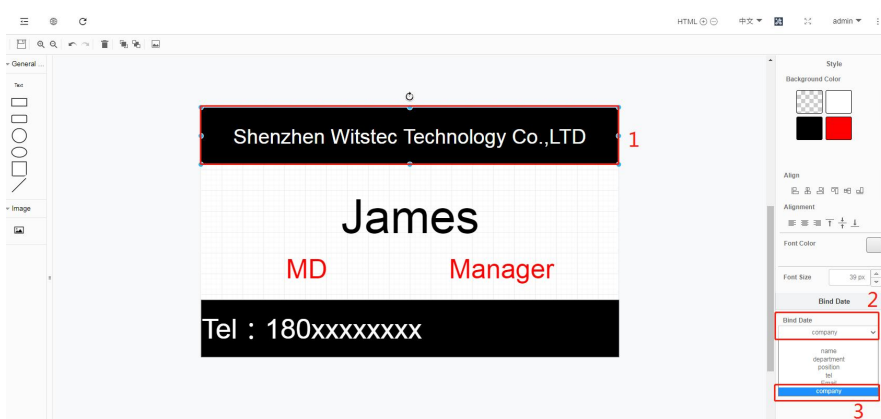 HTML
中文
admin
General ...
Text
Image
Shenzhen Witstec Technology Co.,LTD
1
James
MD Manager
Tel：180xxxxxxxx
Style
Background Color
Align
Alignment
Font Color
Font Size 39 px
Bind Date
2
Bind Date
company
name
department
position
tel
Email
company
3